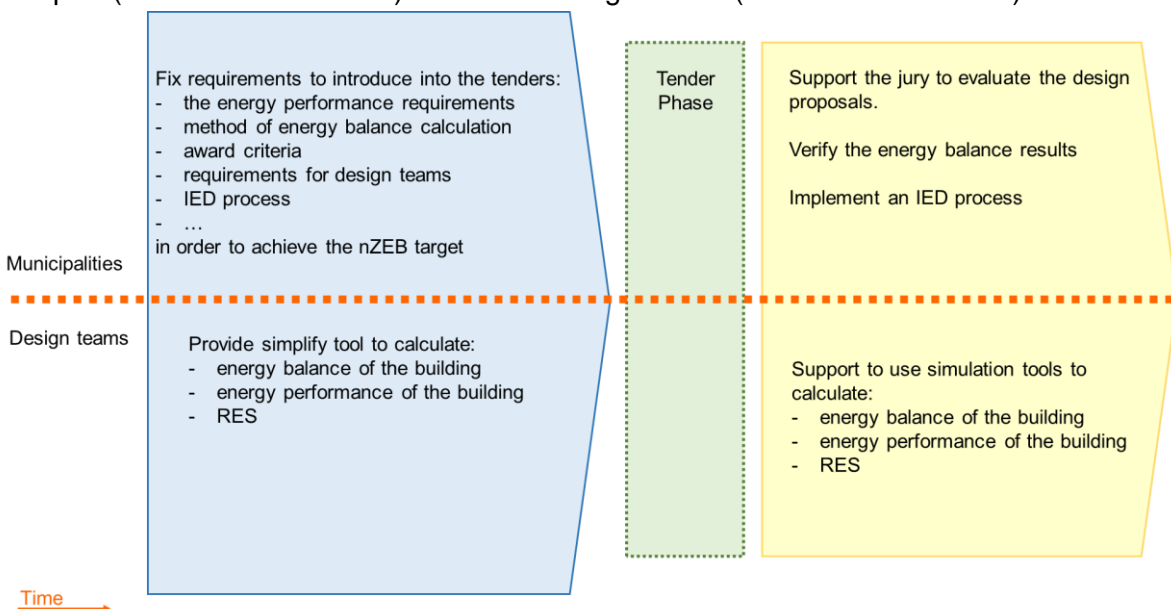 Fix requirements to introduce into the tenders:
- the energy performance requirements
- method of energy balance calculation
- award criteria
- requirements for design teams
- IED process
- …
in order to achieve the nZEB target
Tender
Phase
Support the jury to evaluate the design
proposals.
Verify the energy balance results
Implement an IED process
Municipalities
Design teams
Provide simplify tool to calculate:
- energy balance of the building
- energy performance of the building
- RES
Support to use simulation tools to
calculate:
- energy balance of the building
- energy performance of the building
- RES
Time